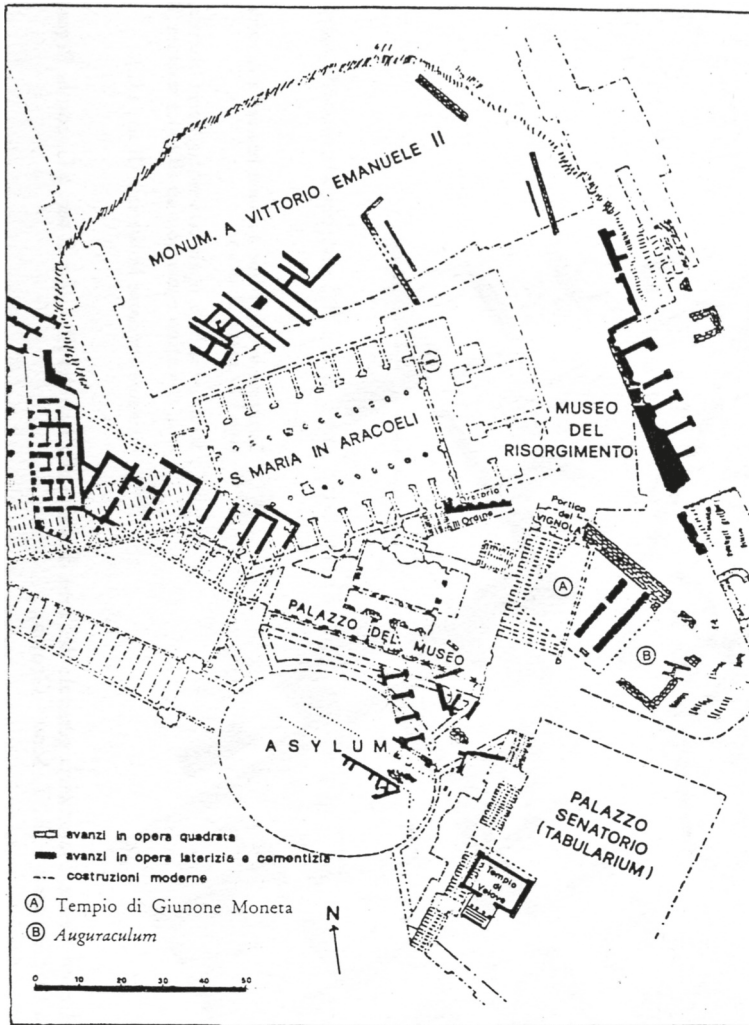 MONUM. A VITTORIO EMANUELE II
S. MARIA IN ARACOELI
MUSEO
DEL
RISORGIMENTO
III Ordine
Portico
del
VIGNOLA
A
B
PALAZZO DEL MUSEO
ASYLUM
PALAZZO
SENATORIO
(TABULARIUM)
Tempio
di
Veiove
avanzi in opera quadrata
avanzi in opera laterizia e cementizia
costruzioni moderne
A Tempio di Giunone Moneta
B Auguraculum
N
0 10 20 30 40 50